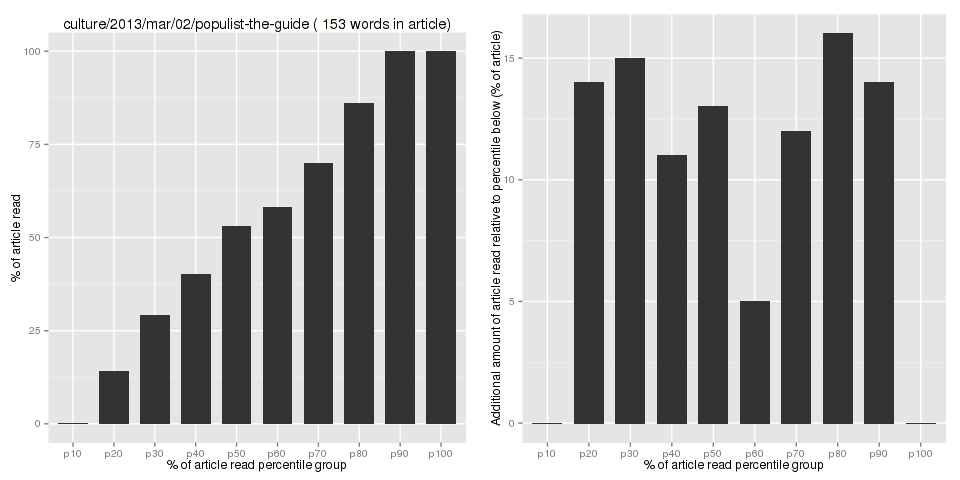 culture/2013/mar/02/populist-the-guide ( 153 words in article)
% of article read
100
75
50
25
0
p10 p20 p30 p40 p50 p60 p70 p80 p90 p100
% of article read percentile group
Additional amount of article read relative to percentile below (% of article)
15
10
5
0
p10 p20 p30 p40 p50 p60 p70 p80 p90 p100
% of article read percentile group